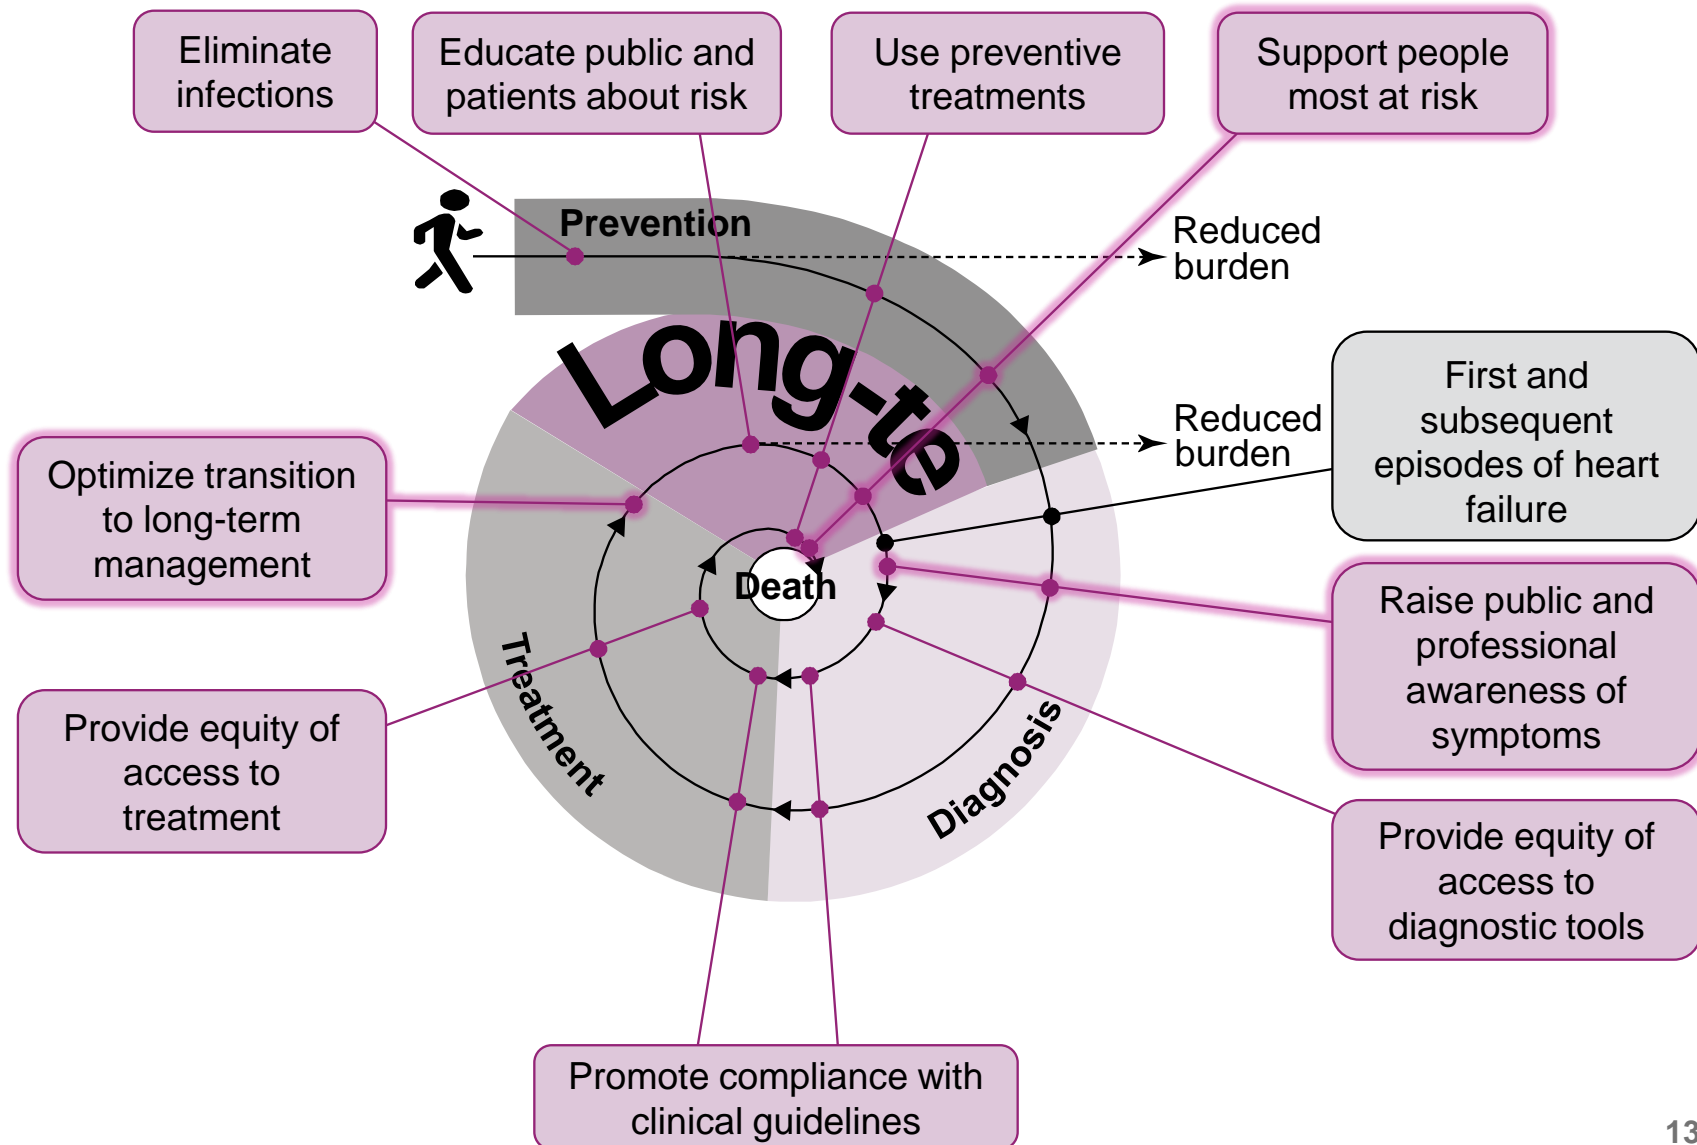 Eliminate
infections
Educate public and
patients about risk
Use preventive
treatments
Support people
most at risk
Prevention
Reduced
burden
Long-te
Reduced
burden
First and
subsequent
episodes of heart
failure
Optimize transition
to long-term
management
Death
Raise public and
professional
awareness of
symptoms
Treatment
Diagnosis
Provide equity of
access to
treatment
Provide equity of
access to
diagnostic tools
Promote compliance with
clinical guidelines
13